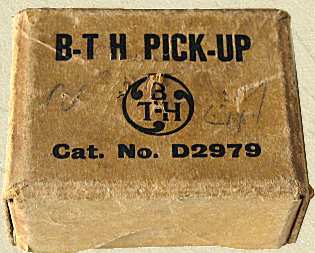 B-T H PICK-UP
B
T-H
Cat. No. D2979